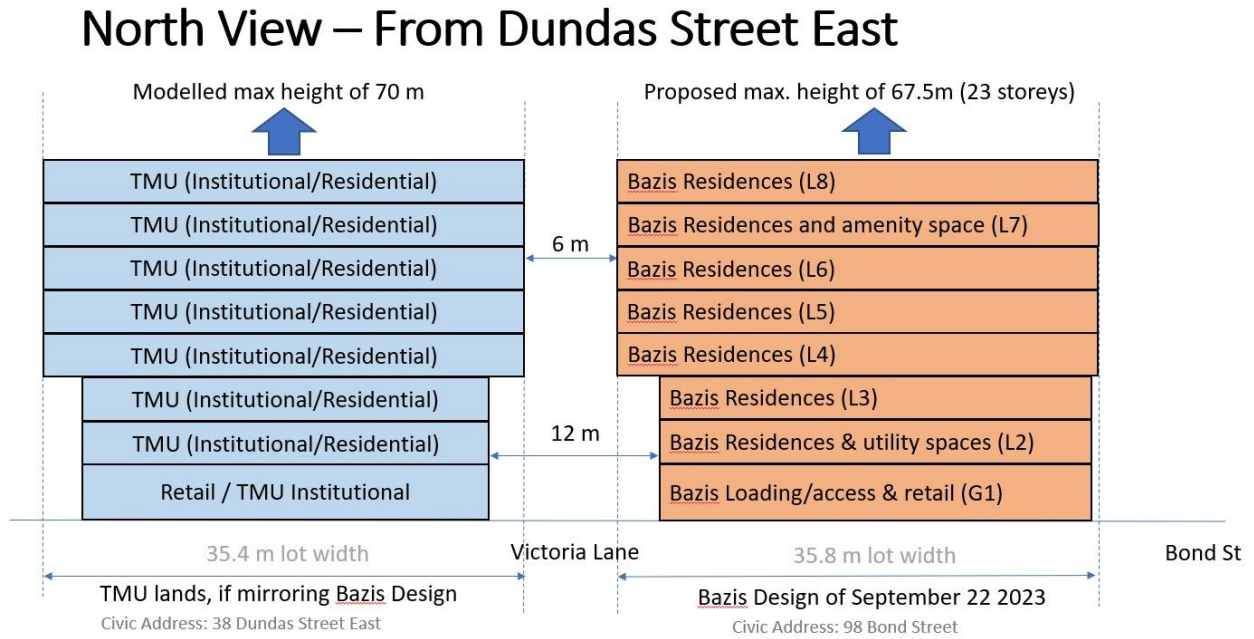 North View – From Dundas Street East
Modelled max height of 70 m
Proposed max. height of 67.5m (23 storeys)
TMU (Institutional/Residential)
Bazis Residences (L8)
TMU (Institutional/Residential)
Bazis Residences and amenity space (L7)
6 m
TMU (Institutional/Residential)
Bazis Residences (L6)
TMU (Institutional/Residential)
Bazis Residences (L5)
TMU (Institutional/Residential)
Bazis Residences (L4)
TMU (Institutional/Residential)
Bazis Residences (L3)
12 m
TMU (Institutional/Residential)
Bazis Residences & utility spaces (L2)
Retail / TMU Institutional
Bazis Loading/access & retail (G1)
35.4 m lot width
Victoria Lane
35.8 m lot width
Bond St
TMU lands, if mirroring Bazis Design
Bazis Design of September 22 2023
Civic Address: 38 Dundas Street East
Civic Address: 98 Bond Street